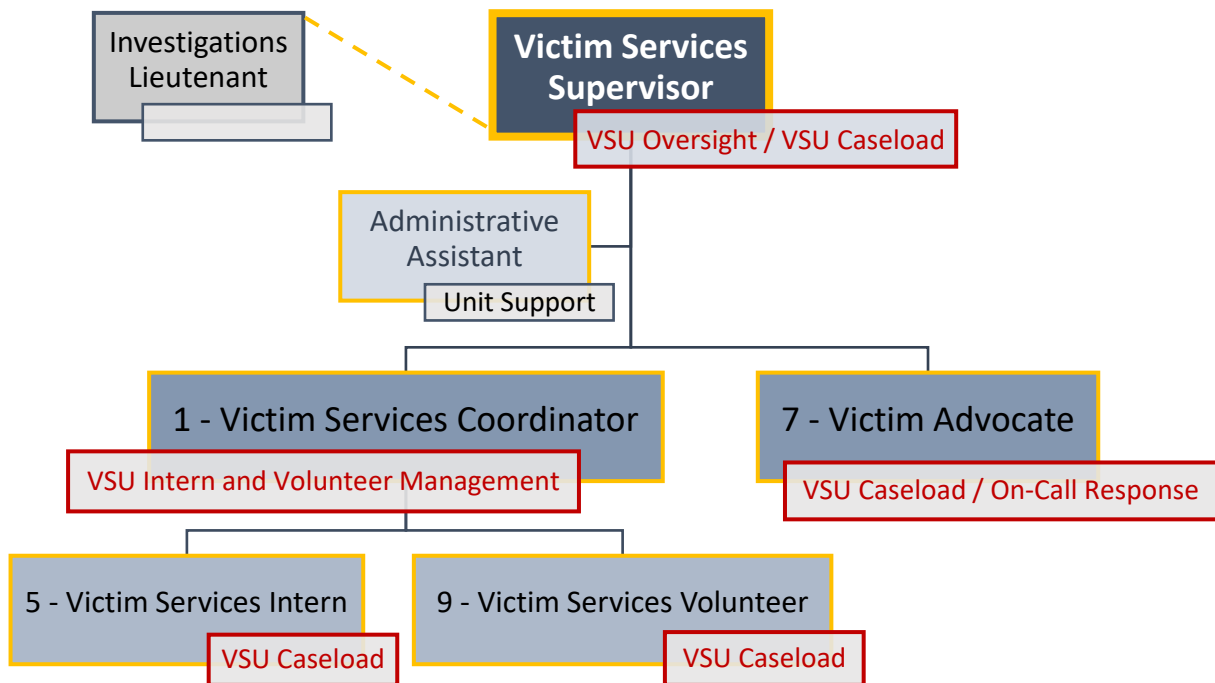 Investigations
Lieutenant
Victim Services
Supervisor
VSU Oversight / VSU Caseload
Administrative
Assistant
Unit Support
1 - Victim Services Coordinator
VSU Intern and Volunteer Management
7 - Victim Advocate
VSU Caseload / On-Call Response
5 - Victim Services Intern
VSU Caseload
9 - Victim Services Volunteer
VSU Caseload